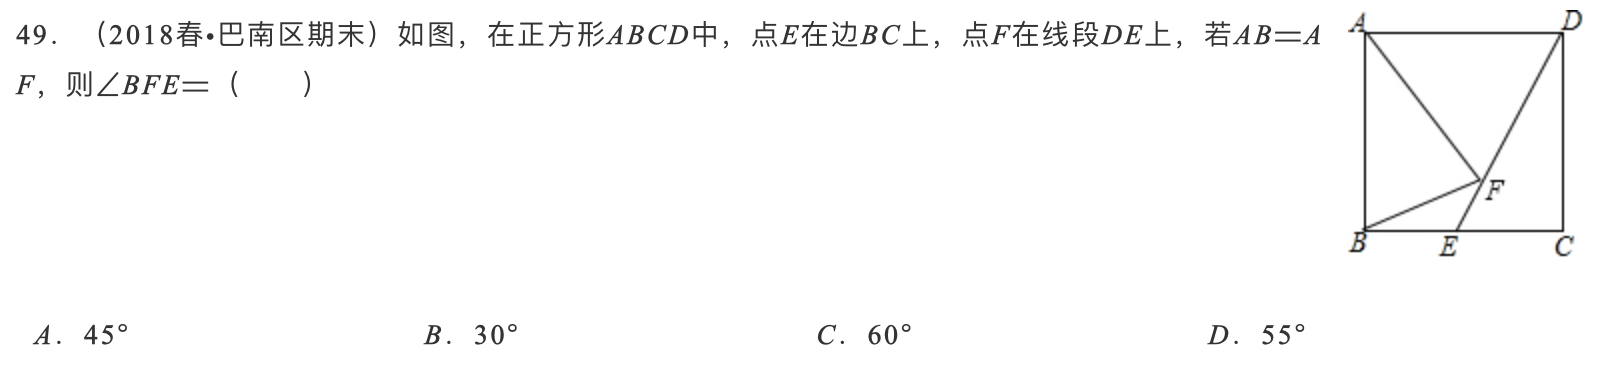 49. （2018春•巴南区期末）如图，在正方形ABCD中，点E在边BC上，点F在线段DE上，若AB＝A
F，则∠BFE＝（　　）
A
D
F
B
E
C
A．45°
B．30°
C．60°
D．55°